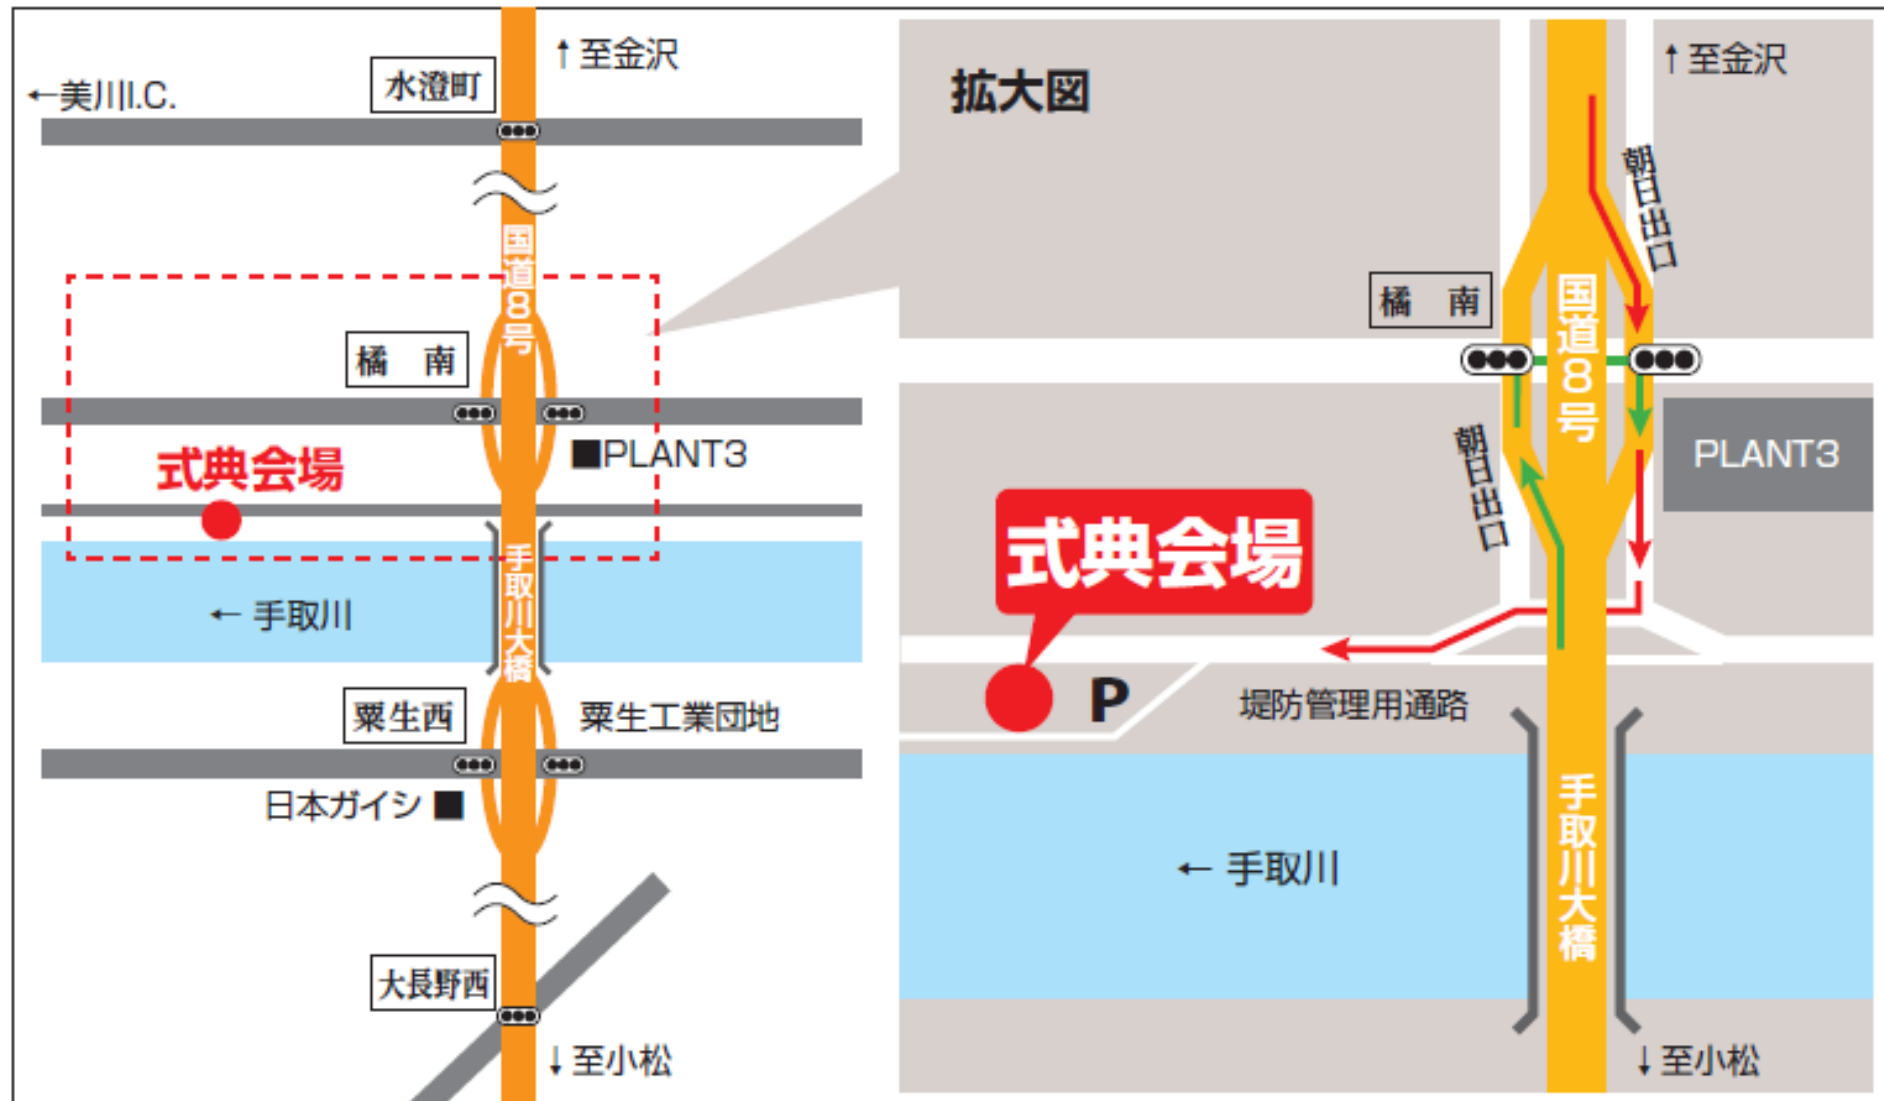 ↑至金沢
水澄町
←美川I.C.
国道8号
橘 南
■PLANT3
式典会場
手取川大橋
← 手取川
粟生西
粟生工業団地
日本ガイシ ■
大長野西
↓至小松
拡大図
↑至金沢
朝日出口
橘 南
国道8号
朝日出口
PLANT3
式典会場
P
堤防管理用通路
手取川大橋
← 手取川
↓至小松